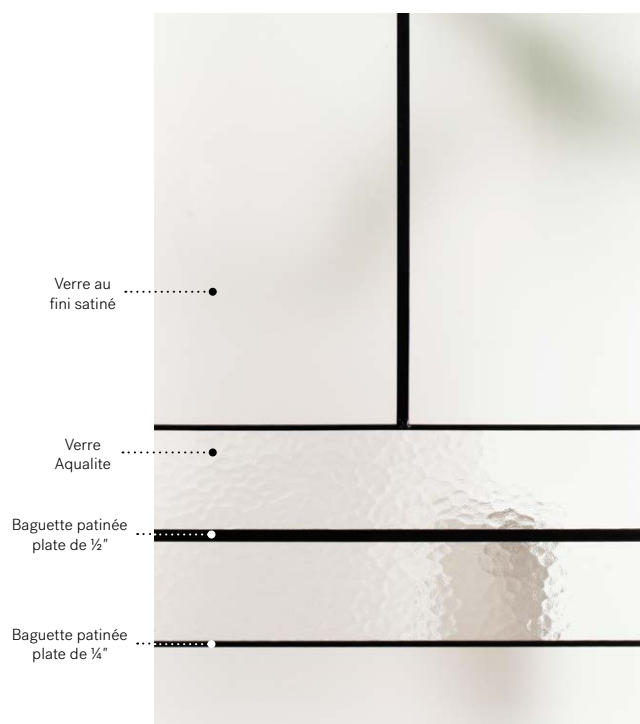 Verre au
fini satiné
Verre
Aqualite
Baguette patinée
plate de ½"
Baguette patinée
plate de ¼"